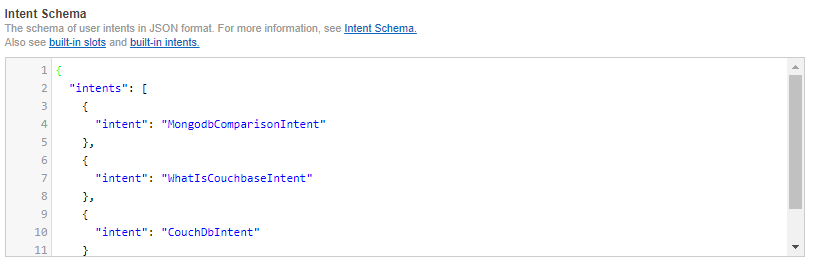 Intent Schema
The schema of user intents in JSON format. For more information, see Intent Schema.
Also see built-in slots and built-in intents.
1 {
2   "intents": [
3     {
4       "intent": "MongodbComparisonIntent"
5     },
6     {
7       "intent": "WhatIsCouchbaseIntent"
8     },
9     {
10       "intent": "CouchDbIntent"
11     }